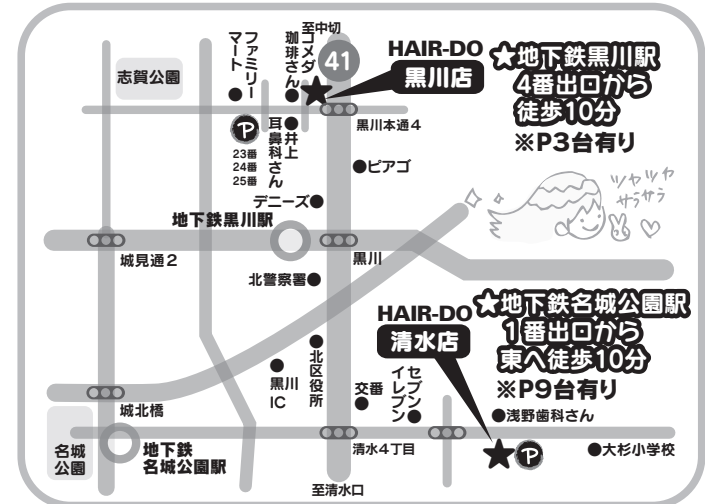 至中切
41
ファミリーマート
コメダ珈琲さん
志賀公園
HAIR-DO
黒川店
★地下鉄黒川駅
4番出口から
徒歩10分
※P3台有り
黒川本通4
P
23番
24番
25番
井上耳鼻科さん
ピアゴ
デニーズ
ツヤツヤ
サラサラ
地下鉄黒川駅
城見通2
黒川
北警察署
HAIR-DO
清水店
★地下鉄名城公園駅
1番出口から
東へ徒歩10分
※P9台有り
北区役所
黒川
IC
交番
セブンイレブン
城北橋
浅野歯科さん
名城
公園
地下鉄
名城公園駅
清水4丁目
P
大杉小学校
至清水口